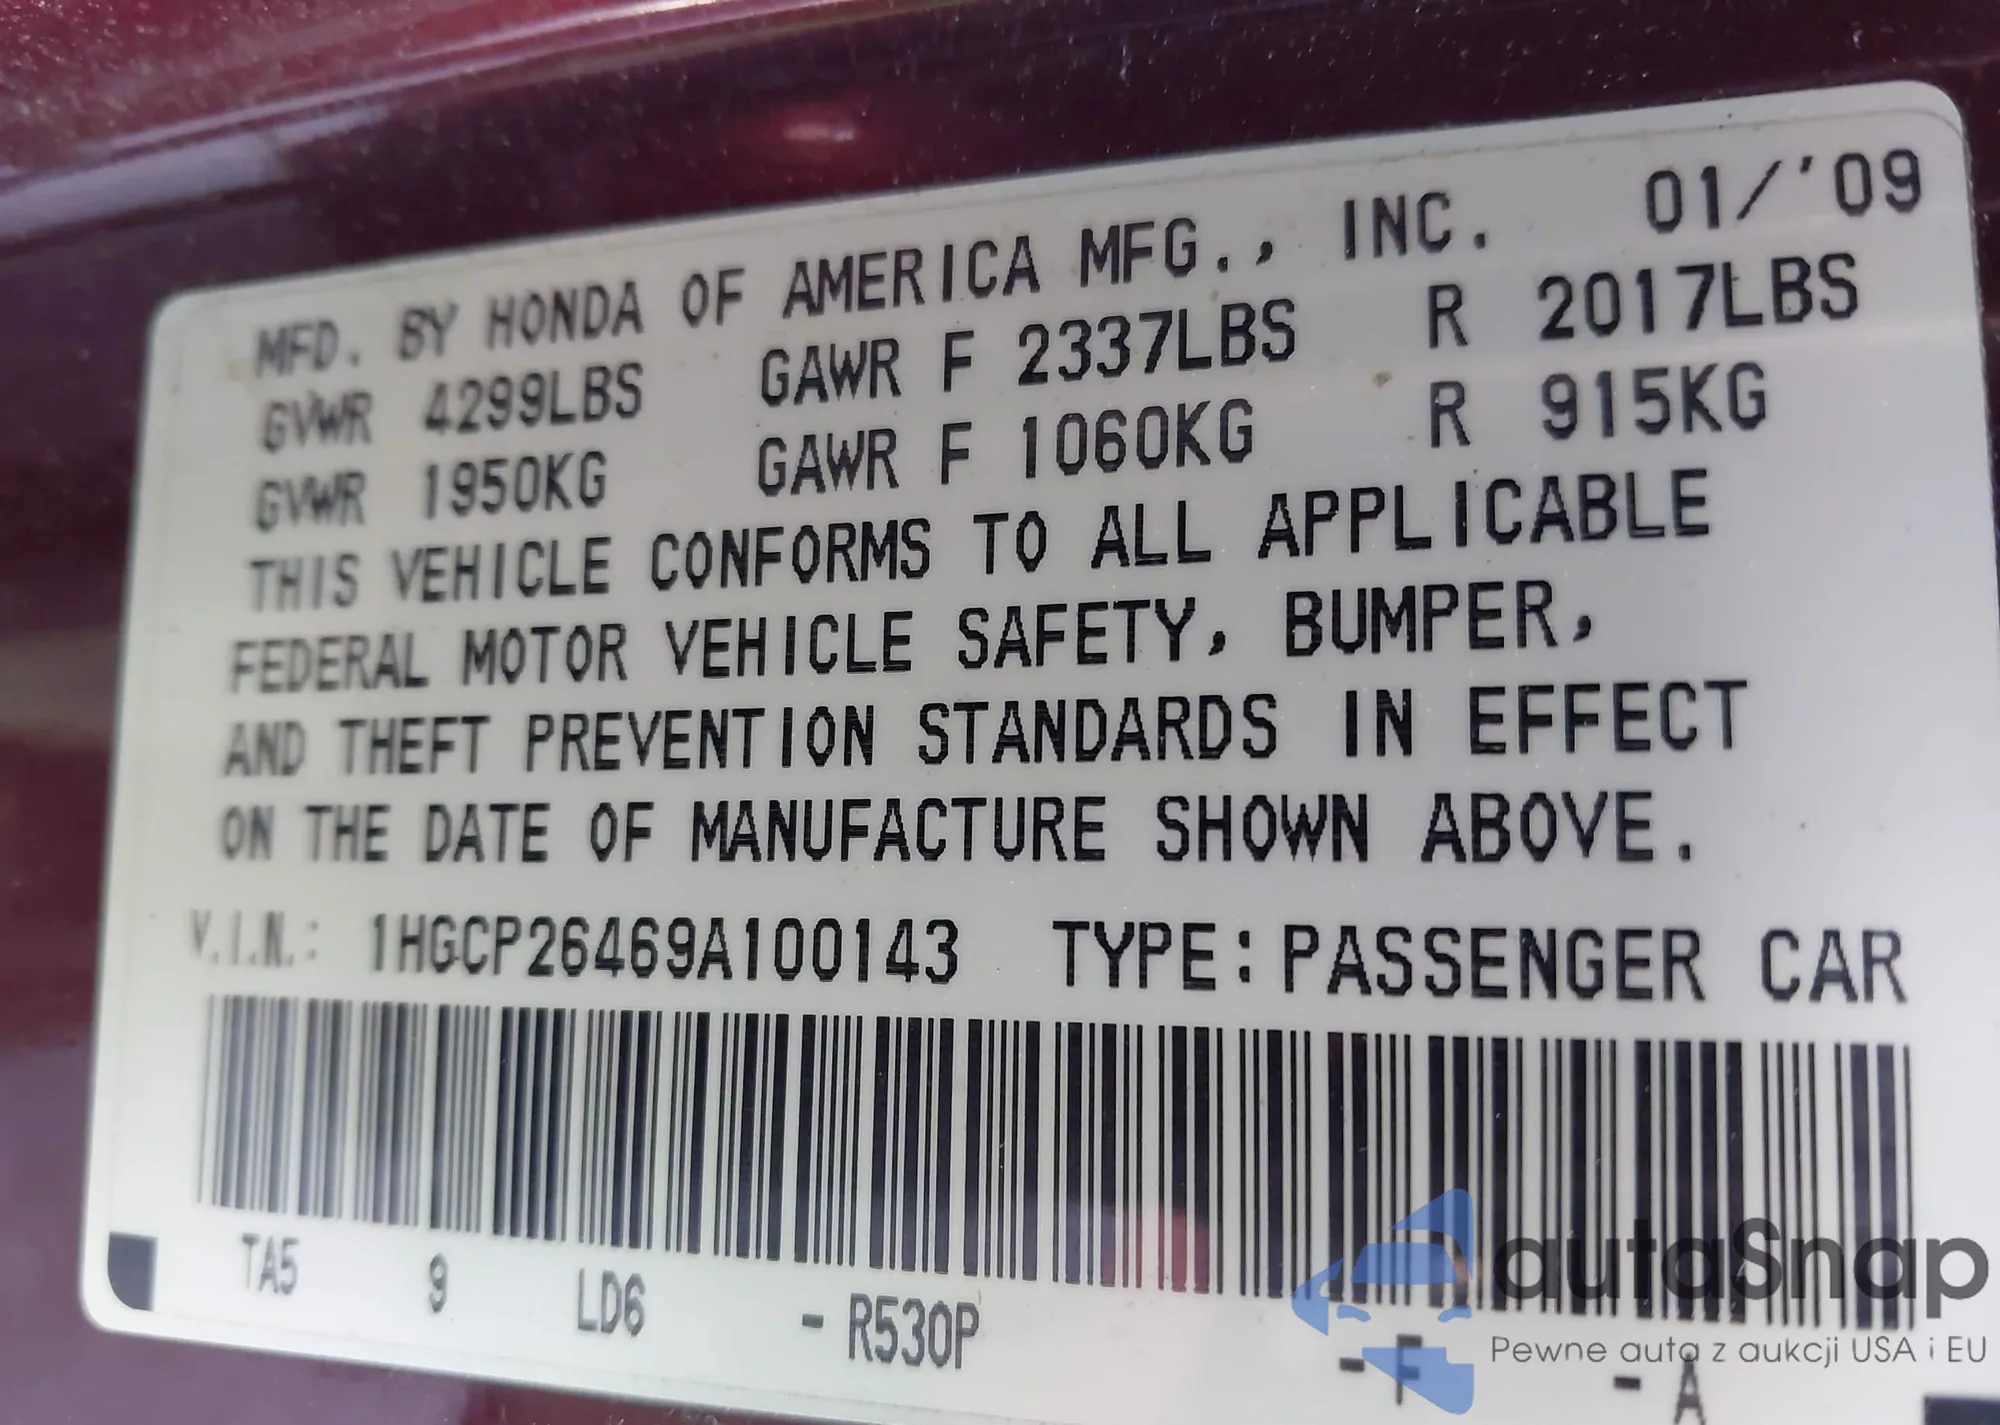 MFD. BY HONDA OF AMERICA MFG., INC. 01/'09
GVWR 4299LBS GAWR F 2337LBS R 2017LBS
GVWR 1950KG GAWR F 1060KG R 915KG
THIS VEHICLE CONFORMS TO ALL APPLICABLE
FEDERAL MOTOR VEHICLE SAFETY, BUMPER,
AND THEFT PREVENTION STANDARDS IN EFFECT
ON THE DATE OF MANUFACTURE SHOWN ABOVE.
V.I.N.: 1HGCP26469A100143 TYPE: PASSENGER CAR
TA5 9 LD6 - R530P - F - A
autaSnap
Pewne auta z aukcji USA i EU